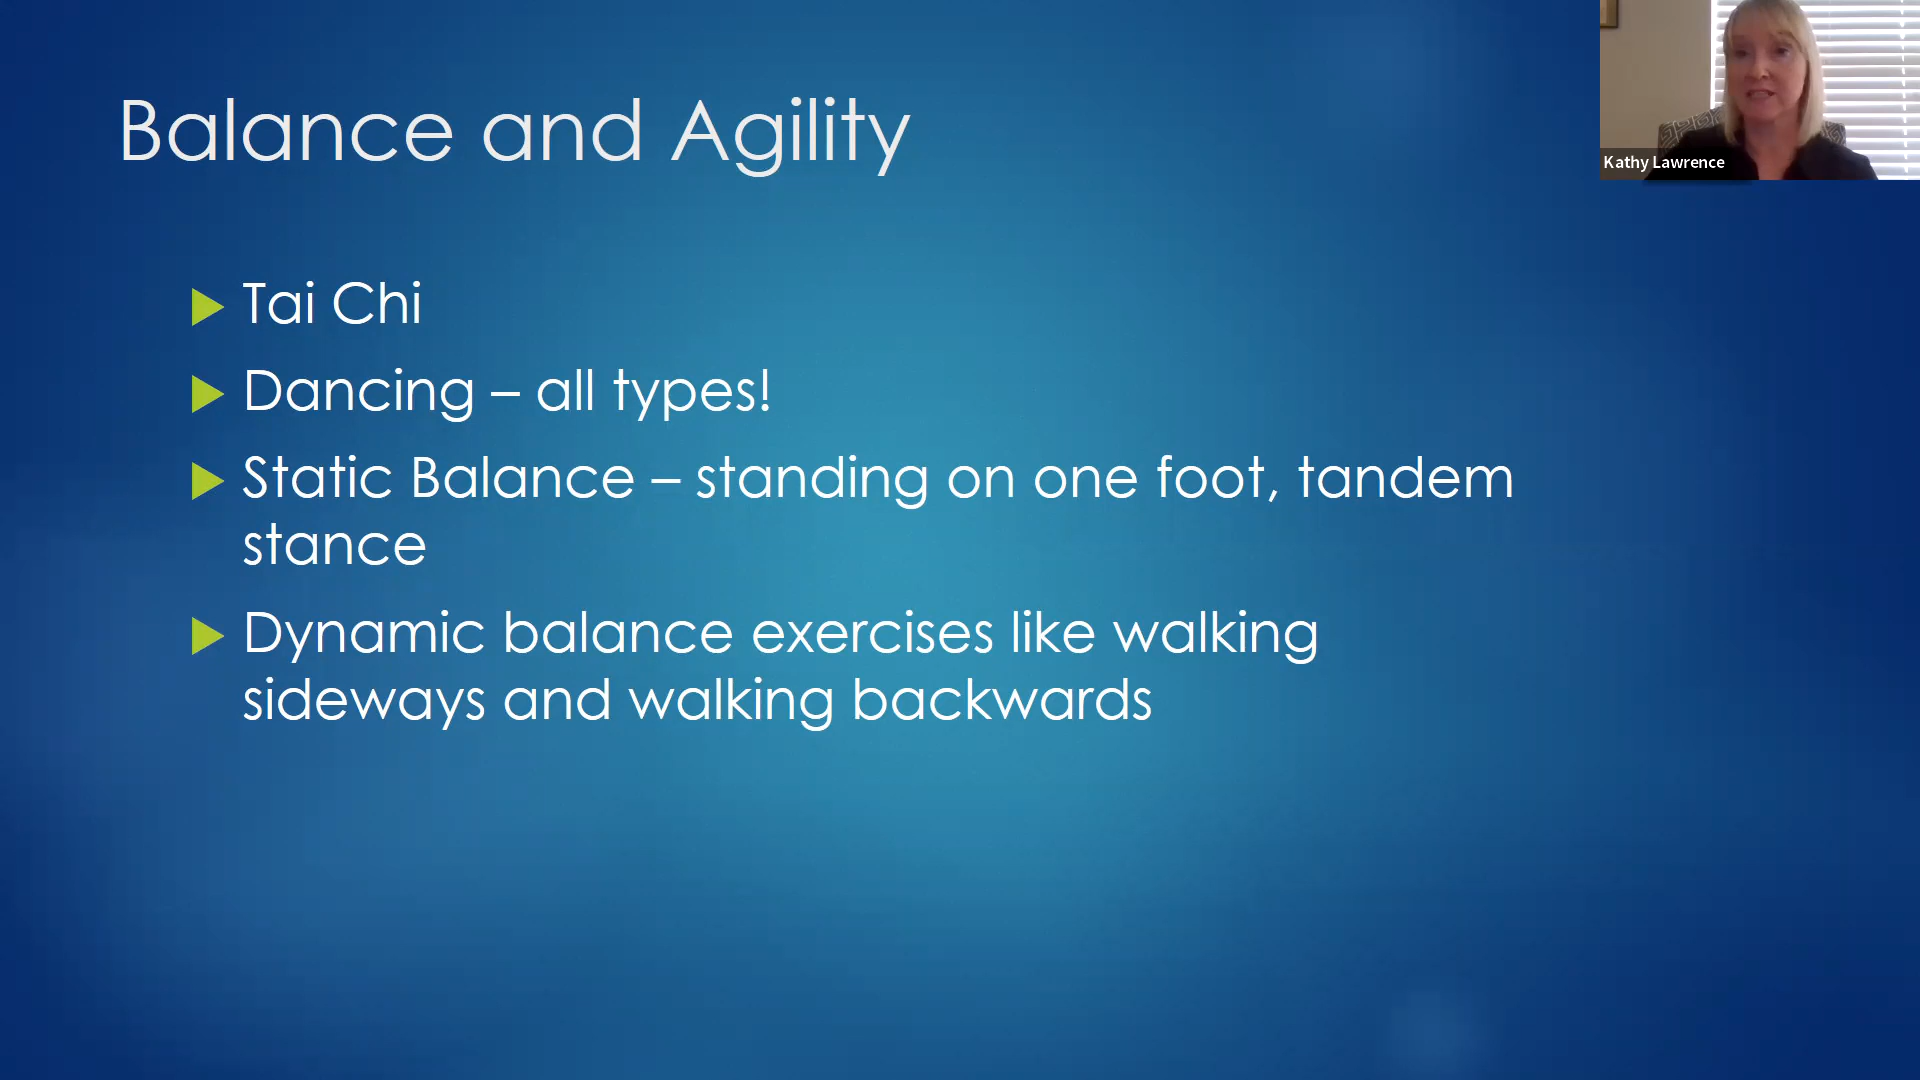 Balance and Agility
Kathy Lawrence
Tai Chi
Dancing – all types!
Static Balance – standing on one foot, tandem
stance
Dynamic balance exercises like walking
sideways and walking backwards